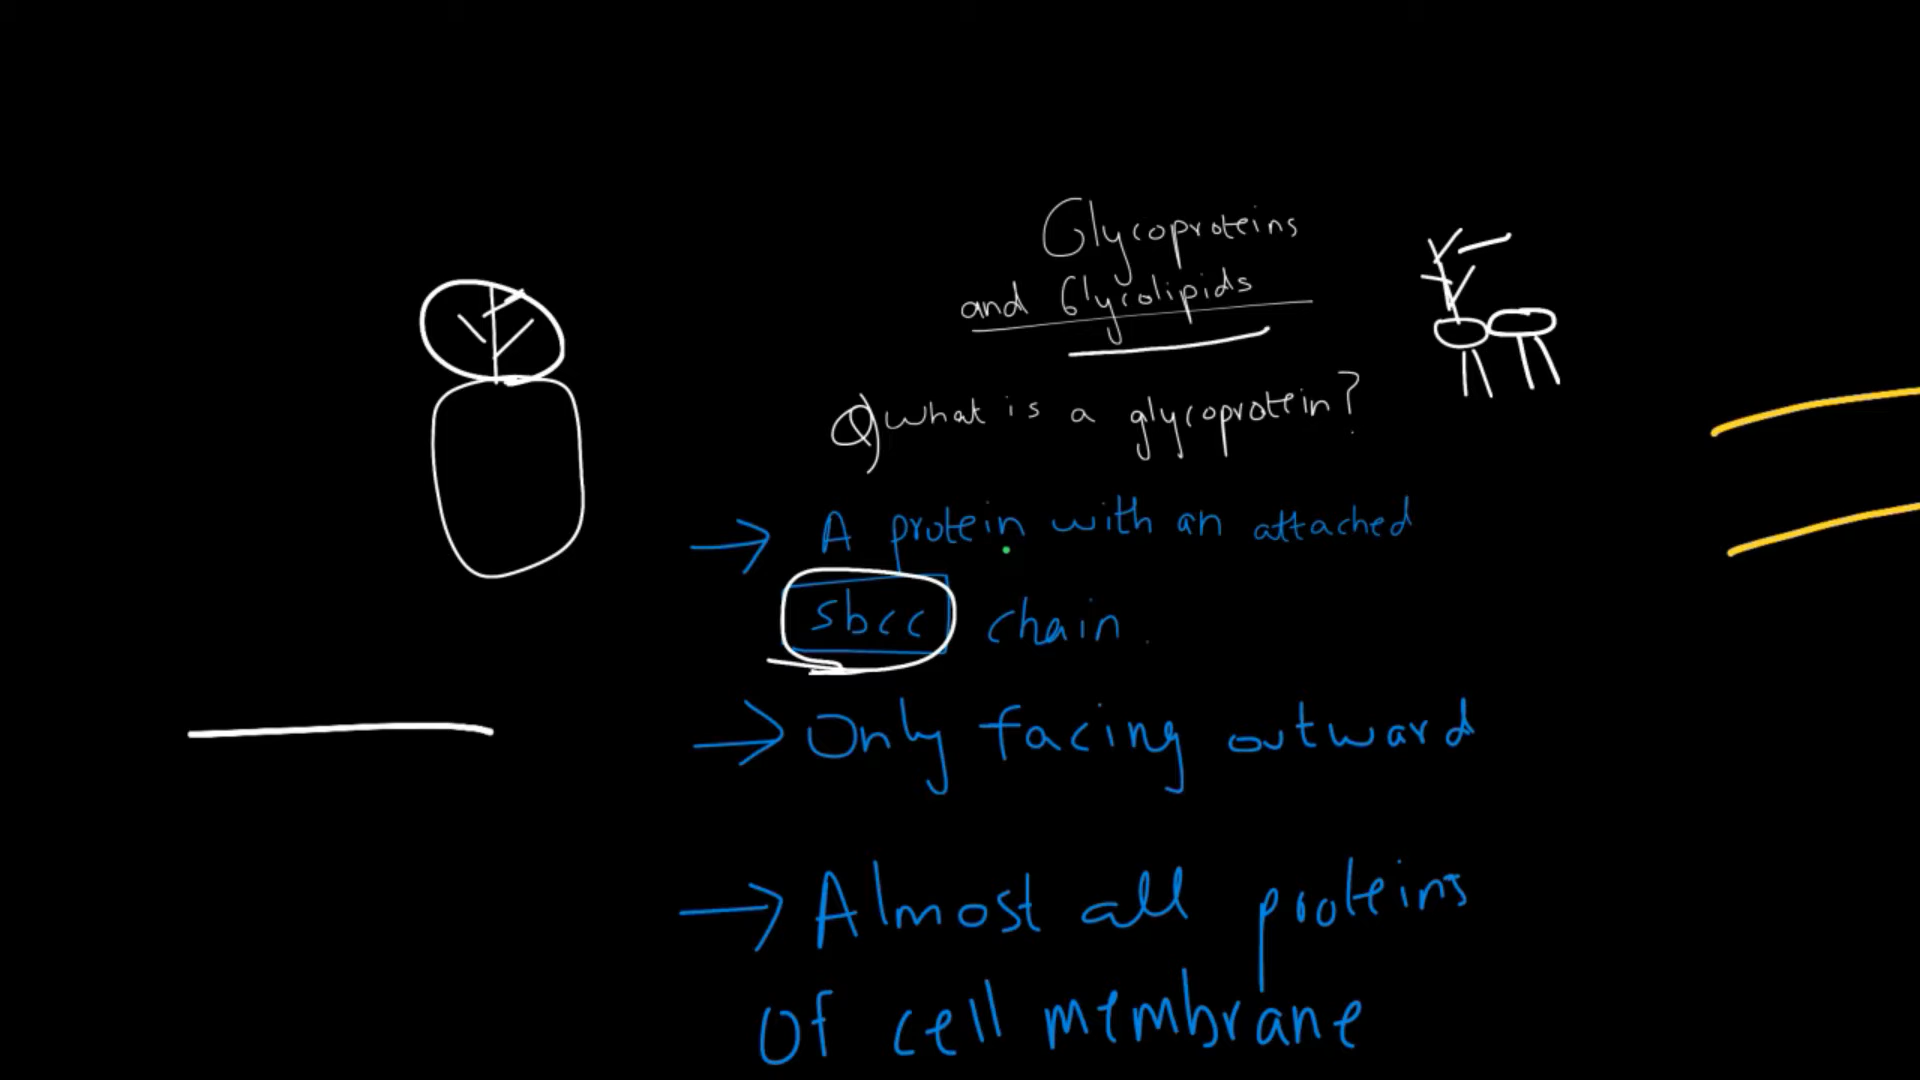 Glycoproteins
and Glycolipids
Q) What is a glycoprotein?
→ A protein with an attached
sbcc chain.
→ Only facing outward
→ Almost all proteins
Of cell membrane